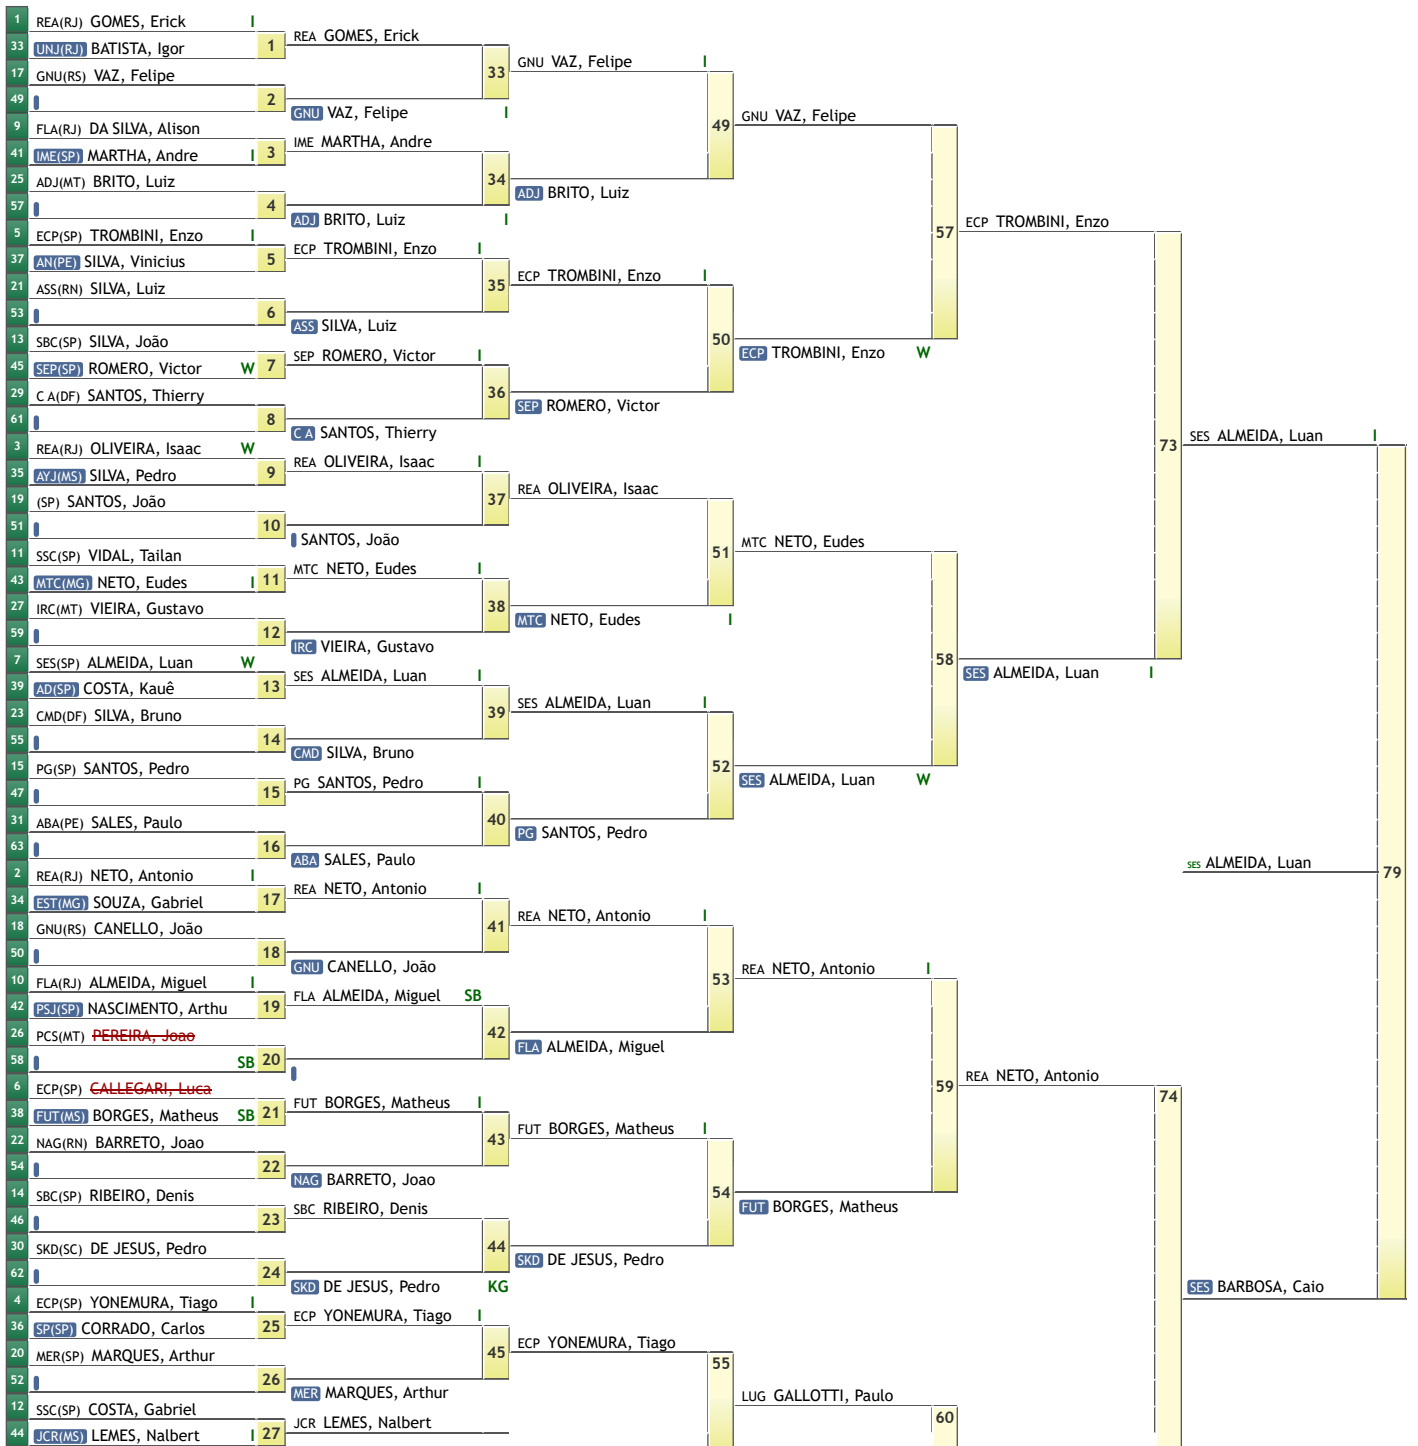 1 REA(RJ) GOMES, Erick I
33 UNJ(RJ) BATISTA, Igor 1
17 GNU(RS) VAZ, Felipe
49 2
9 FLA(RJ) DA SILVA, Alison
41 IME(SP) MARTHA, Andre I 3
25 ADJ(MT) BRITO, Luiz
57 4
5 ECP(SP) TROMBINI, Enzo I
37 AN(PE) SILVA, Vinicius 5
21 ASS(RN) SILVA, Luiz
53 6
13 SBC(SP) SILVA, João
45 SEP(SP) ROMERO, Victor W 7
29 C A(DF) SANTOS, Thierry
61 8
3 REA(RJ) OLIVEIRA, Isaac W
35 AYJ(MS) SILVA, Pedro 9
19 (SP) SANTOS, João
51 10
11 SSC(SP) VIDAL, Tailan
43 MTC(MG) NETO, Eudes I 11
27 IRC(MT) VIEIRA, Gustavo
59 12
7 SES(SP) ALMEIDA, Luan W
39 AD(SP) COSTA, Kauê 13
23 CMD(DF) SILVA, Bruno
55 14
15 PG(SP) SANTOS, Pedro
47 15
31 ABA(PE) SALES, Paulo
63 16
2 REA(RJ) NETO, Antonio I
34 EST(MG) SOUZA, Gabriel 17
18 GNU(RS) CANELLO, João
50 18
10 FLA(RJ) ALMEIDA, Miguel I
42 PSJ(SP) NASCIMENTO, Arthu 19
26 PCS(MT) PEREIRA, Joao
58 SB 20
6 ECP(SP) CALLEGARI, Luca
38 FUT(MS) BORGES, Matheus SB 21
22 NAG(RN) BARRETO, Joao
54 22
14 SBC(SP) RIBEIRO, Denis
46 23
30 SKD(SC) DE JESUS, Pedro
62 24
4 ECP(SP) YONEMURA, Tiago I
36 SP(SP) CORRADO, Carlos 25
20 MER(SP) MARQUES, Arthur
52 26
12 SSC(SP) COSTA, Gabriel
44 JCR(MS) LEMES, Nalbert I 27
REA GOMES, Erick
33
GNU VAZ, Felipe I
IME MARTHA, Andre
34
ADJ BRITO, Luiz I
ECP TROMBINI, Enzo I
35
ASS SILVA, Luiz
SEP ROMERO, Victor I
36
C A SANTOS, Thierry
REA OLIVEIRA, Isaac I
37
SANTOS, João
MTC NETO, Eudes I
38
IRC VIEIRA, Gustavo
SES ALMEIDA, Luan I
39
CMD SILVA, Bruno
PG SANTOS, Pedro I
40
ABA SALES, Paulo
REA NETO, Antonio I
41
GNU CANELLO, João
FLA ALMEIDA, Miguel SB
42
FUT BORGES, Matheus I
43
NAG BARRETO, Joao
SBC RIBEIRO, Denis
44
SKD DE JESUS, Pedro KG
ECP YONEMURA, Tiago I
45
MER MARQUES, Arthur
JCR LEMES, Nalbert
GNU VAZ, Felipe I
49
ADJ BRITO, Luiz
ECP TROMBINI, Enzo I
50
SEP ROMERO, Victor
REA OLIVEIRA, Isaac
51
MTC NETO, Eudes I
SES ALMEIDA, Luan I
52
PG SANTOS, Pedro
REA NETO, Antonio I
53
FLA ALMEIDA, Miguel
FUT BORGES, Matheus I
54
SKD DE JESUS, Pedro
ECP YONEMURA, Tiago
55
GNU VAZ, Felipe
57
ECP TROMBINI, Enzo W
MTC NETO, Eudes
58
SES ALMEIDA, Luan W
REA NETO, Antonio I
59
FUT BORGES, Matheus
LUG GALLOTTI, Paulo
60
ECP TROMBINI, Enzo
73
SES ALMEIDA, Luan I
REA NETO, Antonio
74
SES ALMEIDA, Luan I
SES ALMEIDA, Luan
79
SES BARBOSA, Caio